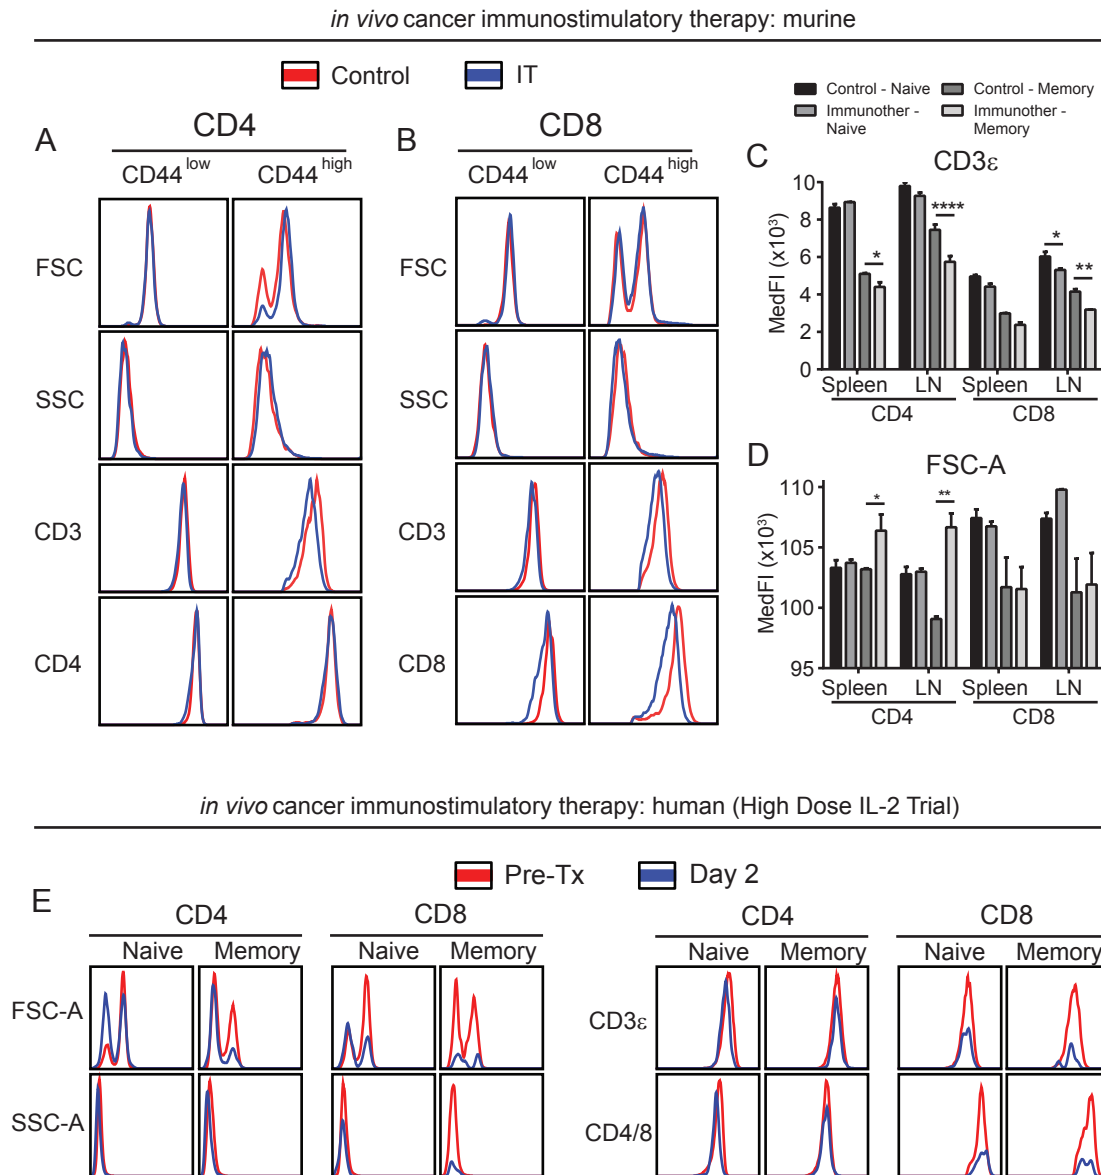 in vivo cancer immunostimulatory therapy: murine
Control IT
A CD4
CD44 low CD44 high
FSC
SSC
CD3
CD4
B CD8
CD44 low CD44 high
FSC
SSC
CD3
CD8
Control - Naive Control - Memory
Immunother - Naive Immunother - Memory
C CD3ε
MedFI (x10³)
10
8
6
4
2
0
* **** * **
Spleen LN Spleen LN
CD4 CD8
D FSC-A
MedFI (x10³)
110
105
100
95
* **
Spleen LN Spleen LN
CD4 CD8
in vivo cancer immunostimulatory therapy: human (High Dose IL-2 Trial)
Pre-Tx Day 2
E CD4 CD8 CD4 CD8
Naive Memory Naive Memory Naive Memory Naive Memory
FSC-A CD3ε
SSC-A CD4/8